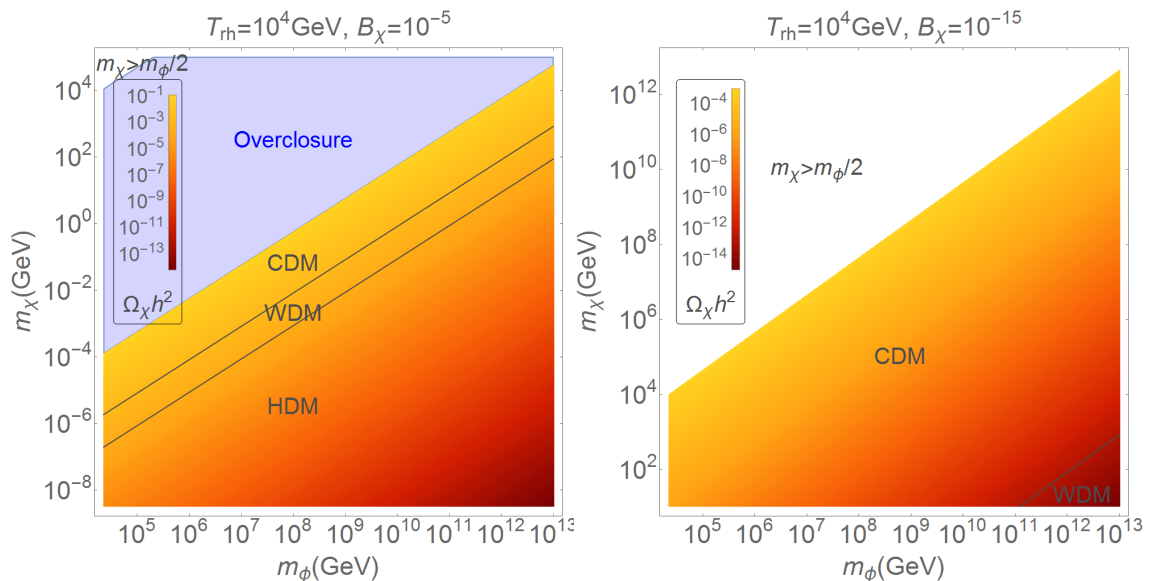 T_rh=10^4GeV, B_χ=10^-5
m_χ>m_ϕ/2
10^-1
10^-3
10^-5
10^-7
10^-9
10^-11
10^-13
Ω_χh^2
Overclosure
CDM
WDM
HDM
10^4
10^2
10^0
10^-2
10^-4
10^-6
10^-8
m_χ(GeV)
10^5 10^6 10^7 10^8 10^9 10^10 10^11 10^12 10^13
m_ϕ(GeV)
T_rh=10^4GeV, B_χ=10^-15
10^-4
10^-6
10^-8
10^-10
10^-12
10^-14
Ω_χh^2
m_χ>m_ϕ/2
CDM
WDM
10^12
10^10
10^8
10^6
10^4
10^2
m_χ(GeV)
10^5 10^6 10^7 10^8 10^9 10^10 10^11 10^12 10^13
m_ϕ(GeV)